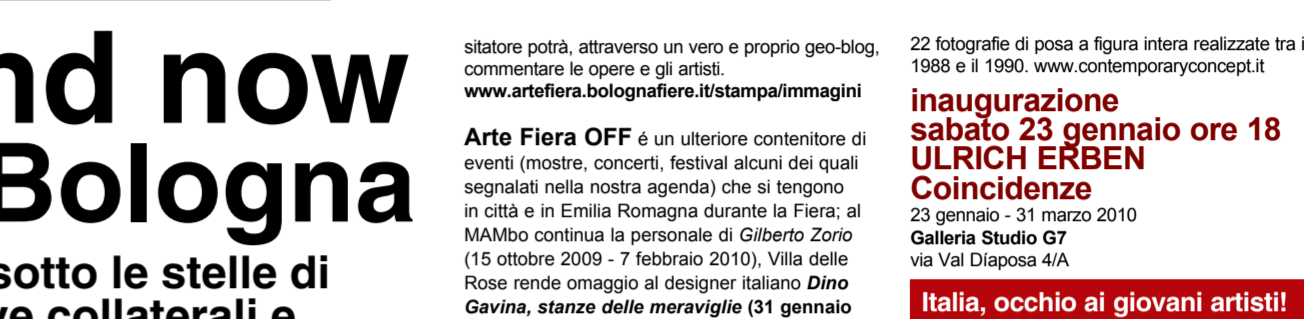 nd now
Bologna
sotto le stelle di
ve collaterali e
sitatore potrà, attraverso un vero e proprio geo-blog,
commentare le opere e gli artisti.
www.artefiera.bolognafiere.it/stampa/immagini
Arte Fiera OFF é un ulteriore contenitore di
eventi (mostre, concerti, festival alcuni dei quali
segnalati nella nostra agenda) che si tengono
in città e in Emilia Romagna durante la Fiera; al
MAMbo continua la personale di Gilberto Zorio
(15 ottobre 2009 - 7 febbraio 2010), Villa delle
Rose rende omaggio al designer italiano Dino
Gavina, stanze delle meraviglie (31 gennaio
22 fotografie di posa a figura intera realizzate tra i
1988 e il 1990. www.contemporaryconcept.it
inaugurazione
sabato 23 gennaio ore 18
ULRICH ERBEN
Coincidenze
23 gennaio - 31 marzo 2010
Galleria Studio G7
via Val Díaposa 4/A
Italia, occhio ai giovani artisti!